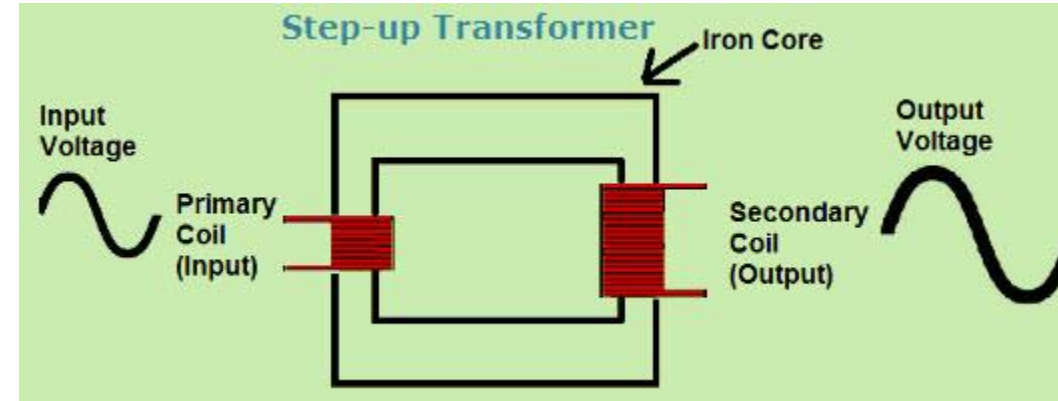 Step-up Transformer
Iron Core
Input
Voltage
Output
Voltage
Primary
Coil
(Input)
Secondary
Coil
(Output)